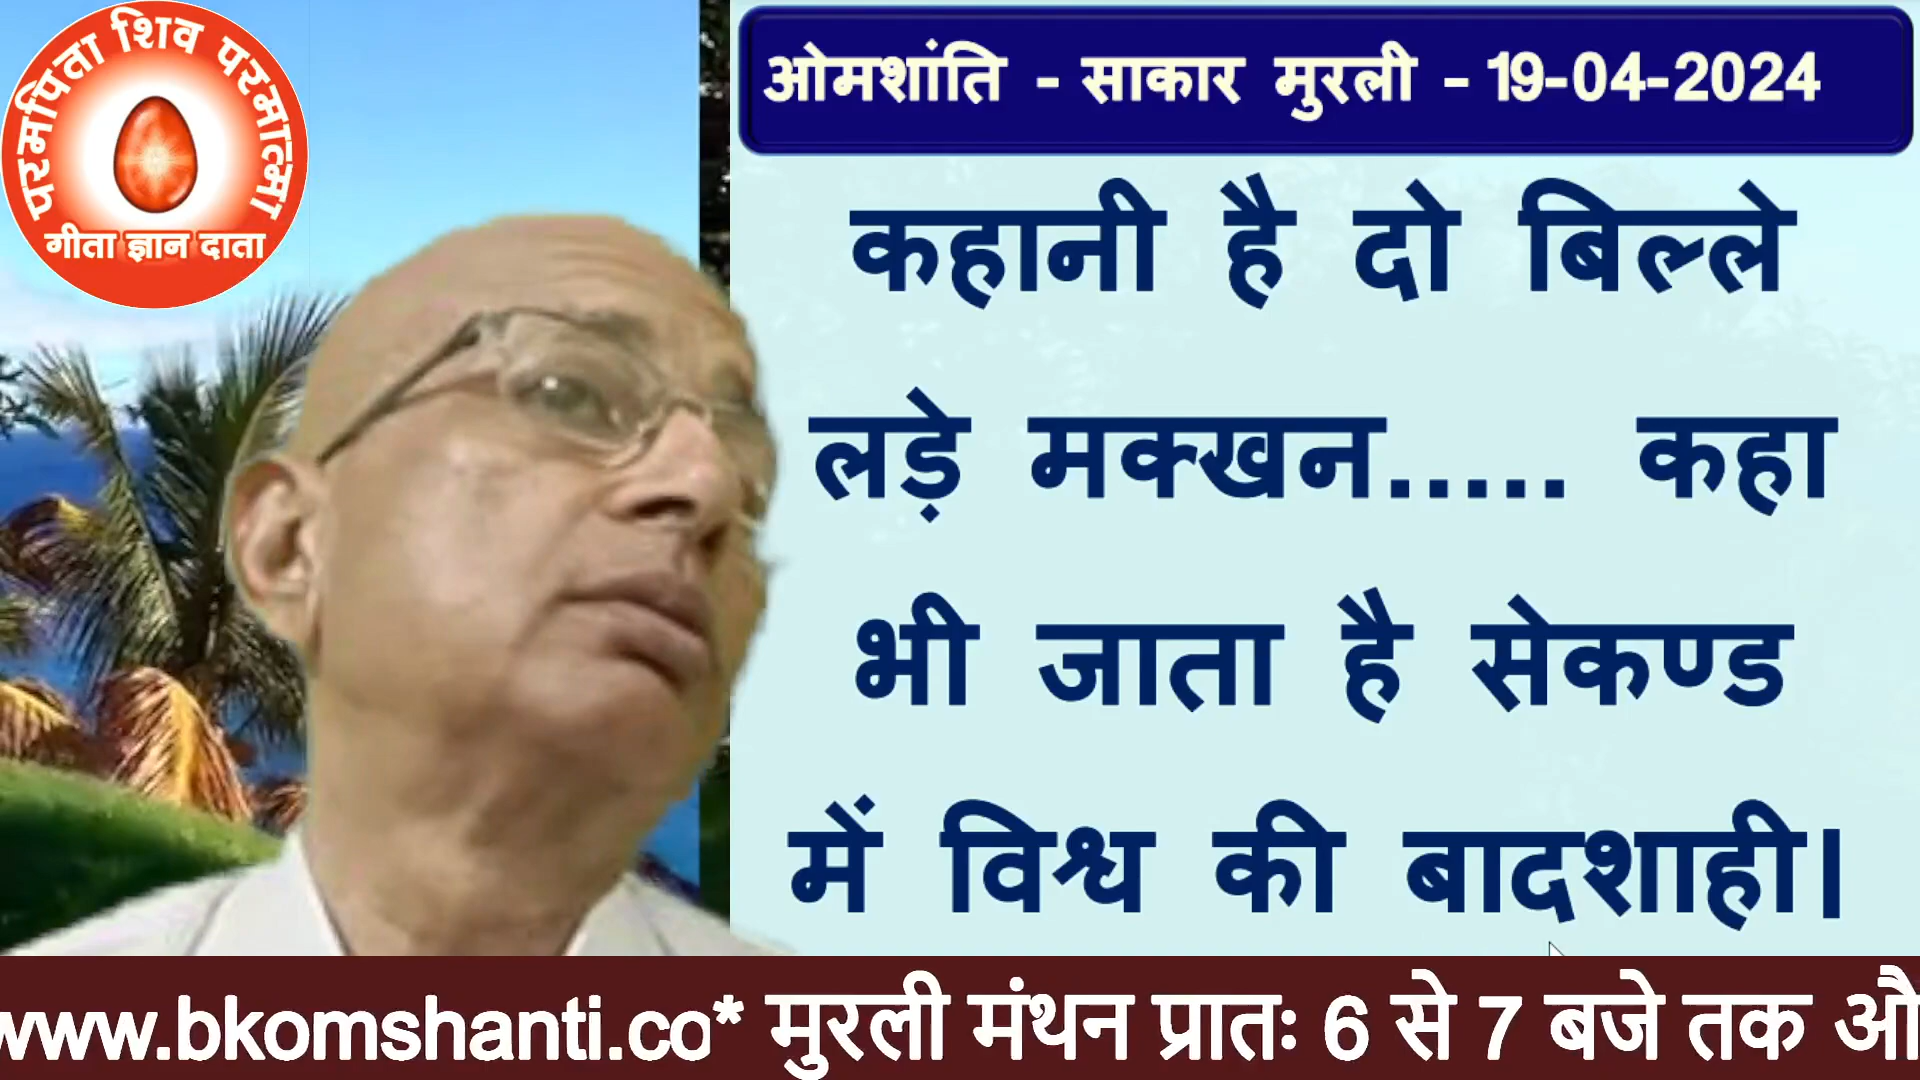 परमपिता शिव परमात्मा
गीता ज्ञान दाता
ओमशांति - साकार मुरली - 19-04-2024
कहानी है दो बिल्ले
लड़े मक्खन..... कहा
भी जाता है सेकण्ड
में विश्व की बादशाही।
www.bkomshanti.co* मुरली मंथन प्रातः 6 से 7 बजे तक औ